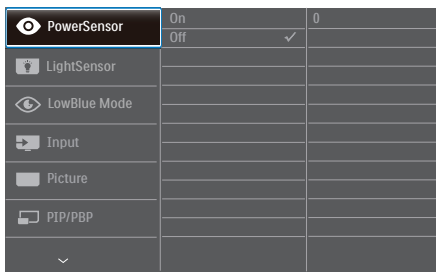 PowerSensor
On
0
Off
LightSensor
LowBlue Mode
Input
Picture
PIP/PBP